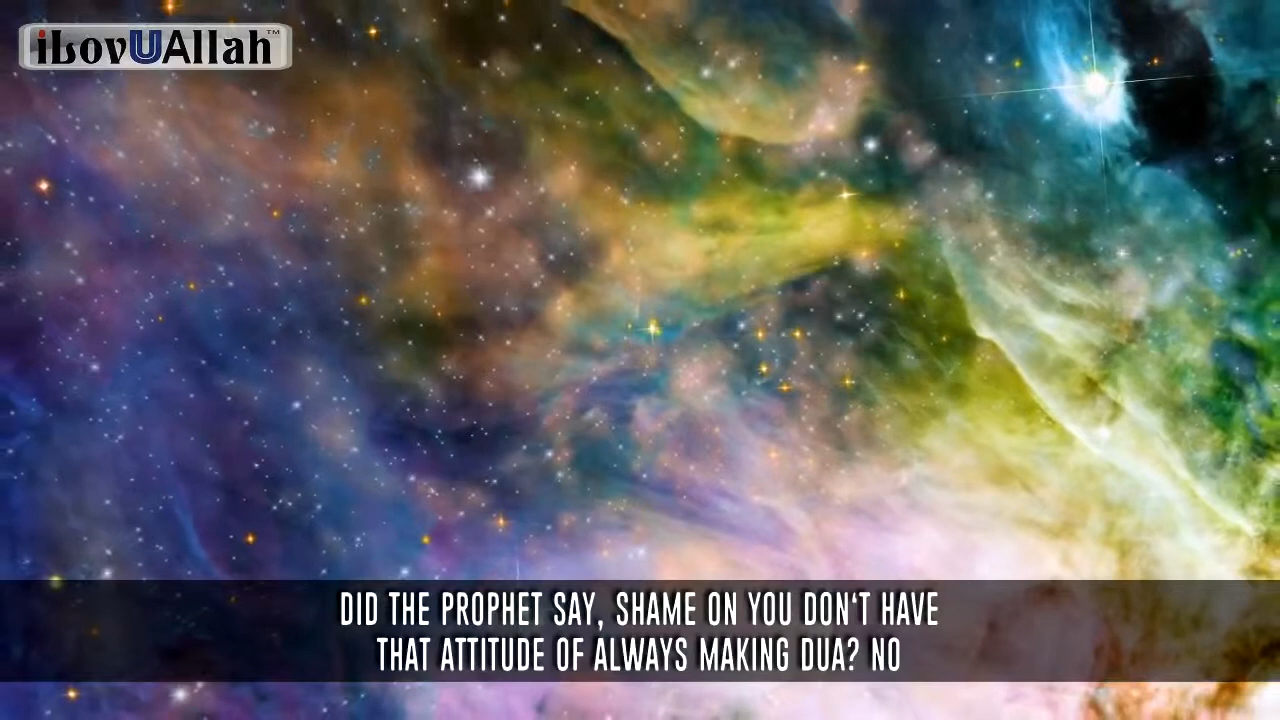 iLovUAllah™
DID THE PROPHET SAY, SHAME ON YOU DON'T HAVE
THAT ATTITUDE OF ALWAYS MAKING DUA? NO